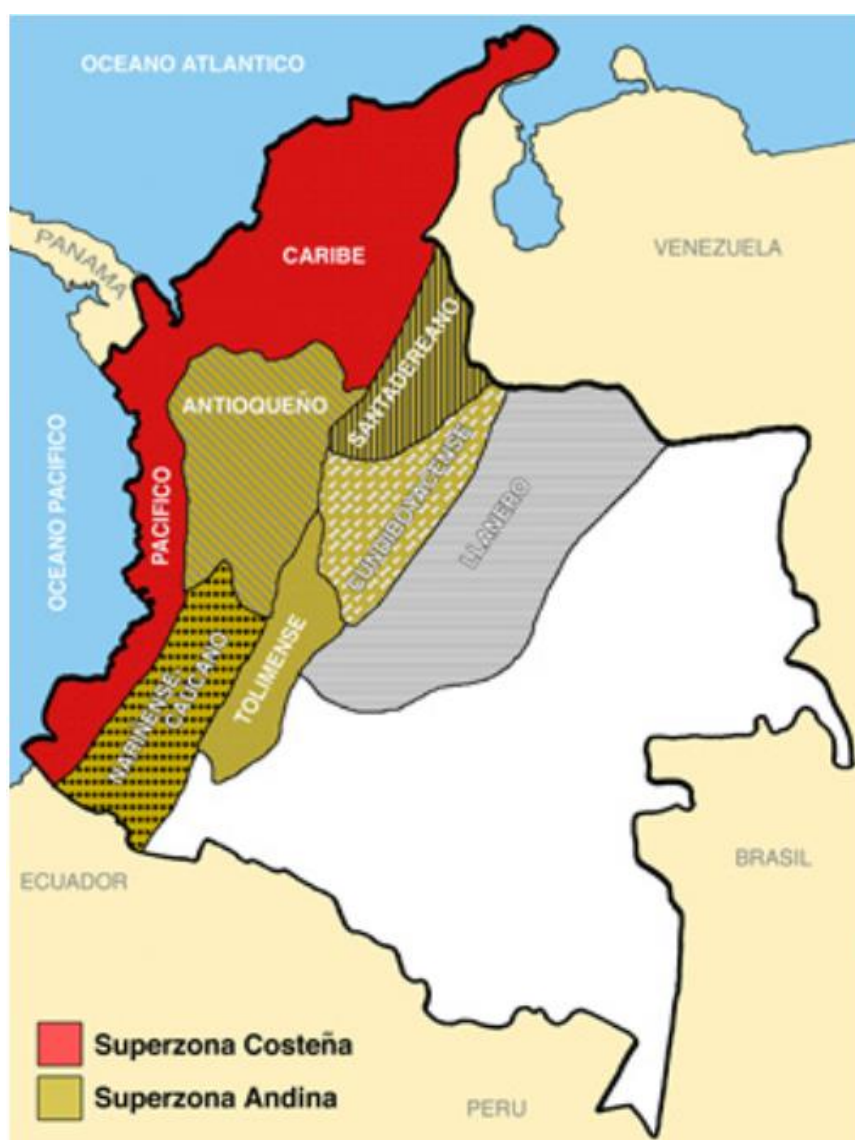 OCEANO ATLANTICO
PANAMA
CARIBE
VENEZUELA
SANTADEREANO
ANTIOQUEÑO
OCEANO PACIFICO
PACIFICO
CUNDIBOYACENSE
LLANERO
NARINENSE-
CAUCANO
TOLIMENSE
ECUADOR
BRASIL
PERU
Superzona Costeña
Superzona Andina